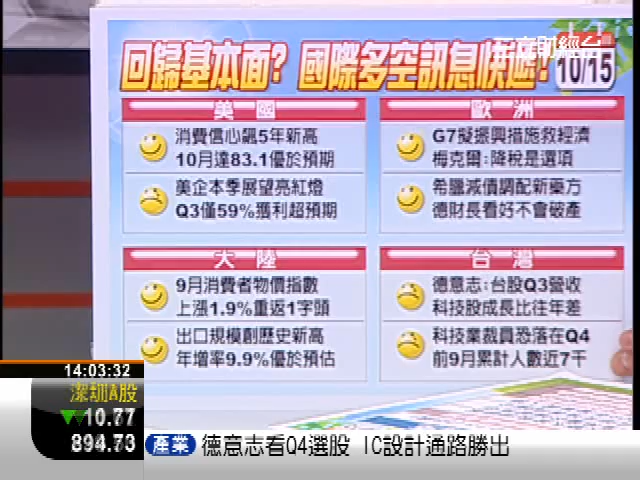 三立財經台
回歸基本面? 國際多空訊息快遞!
10/15
美國
消費信心飆5年新高
10月達83.1優於預期
美企本季展望亮紅燈
Q3僅59%獲利超預期
歐洲
G7擬振興措施救經濟
梅克爾:降稅是選項
希臘減債調配新藥方
德財長看好不會破產
大陸
9月消費者物價指數
上漲1.9%重返1字頭
出口規模創歷史新高
年增率9.9%優於預估
台灣
德意志:台股Q3營收
科技股成長比往年差
科技業裁員恐落在Q4
前9月累計人數近7千
14:03:32
深圳A股
10.77
894.73
產業 德意志看Q4選股 IC設計通路勝出